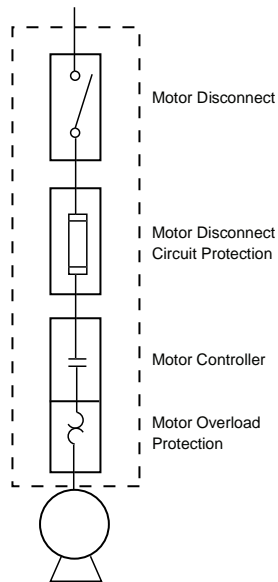 Motor Disconnect
Motor Disconnect
Circuit Protection
Motor Controller
Motor Overload
Protection